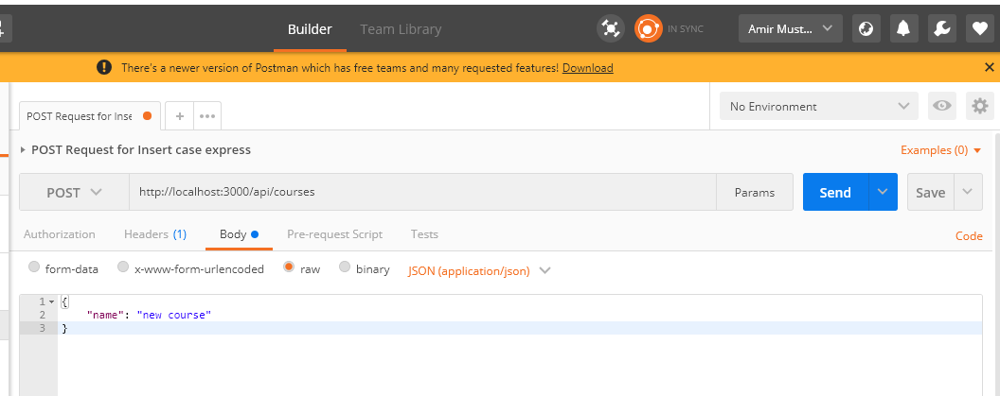 Builder Team Library IN SYNC Amir Must...
There's a newer version of Postman which has free teams and many requested features! Download
POST Request for Inse No Environment
POST Request for Insert case express Examples (0)
POST http://localhost:3000/api/courses Params Send Save
Authorization Headers (1) Body Pre-request Script Tests Code
form-data x-www-form-urlencoded raw binary JSON (application/json)
1 {
2 "name": "new course"
3 }